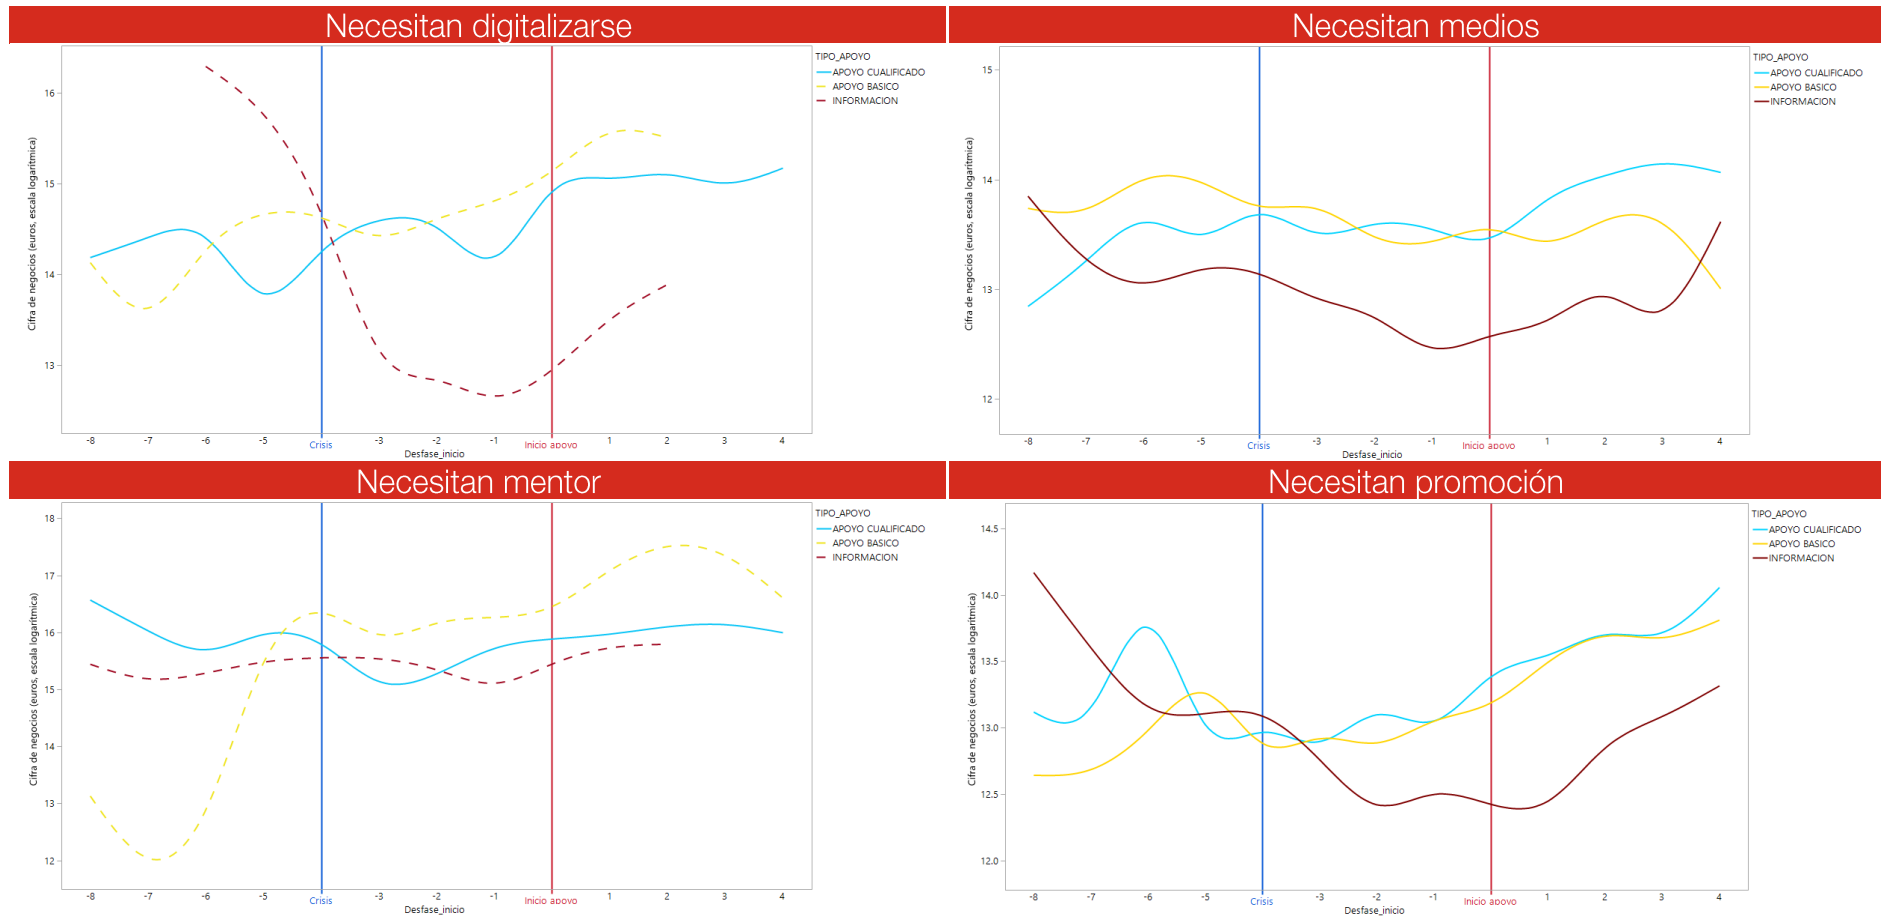 Necesitan digitalizarse
TIPO_APOYO
APOYO CUALIFICADO
APOYO BASICO
INFORMACION
Cifra de negocios (euros, escala logaritmica)
16
15
14
13
-8 -7 -6 -5 Crisis -3 -2 -1 Inicio apoyo 1 2 3 4
Desfase_inicio
Necesitan medios
TIPO_APOYO
APOYO CUALIFICADO
APOYO BASICO
INFORMACION
Cifra de negocios (euros, escala logaritmica)
15
14
13
12
-8 -7 -6 -5 Crisis -3 -2 -1 Inicio apoyo 1 2 3 4
Desfase_inicio
Necesitan mentor
TIPO_APOYO
APOYO CUALIFICADO
APOYO BASICO
INFORMACION
Cifra de negocios (euros, escala logaritmica)
18
17
16
15
14
13
12
-8 -7 -6 -5 Crisis -3 -2 -1 Inicio apoyo 1 2 3 4
Desfase_inicio
Necesitan promoción
TIPO_APOYO
APOYO CUALIFICADO
APOYO BASICO
INFORMACION
Cifra de negocios (euros, escala logaritmica)
14.5
14.0
13.5
13.0
12.5
12.0
-8 -7 -6 -5 Crisis -3 -2 -1 Inicio apoyo 1 2 3 4
Desfase_inicio